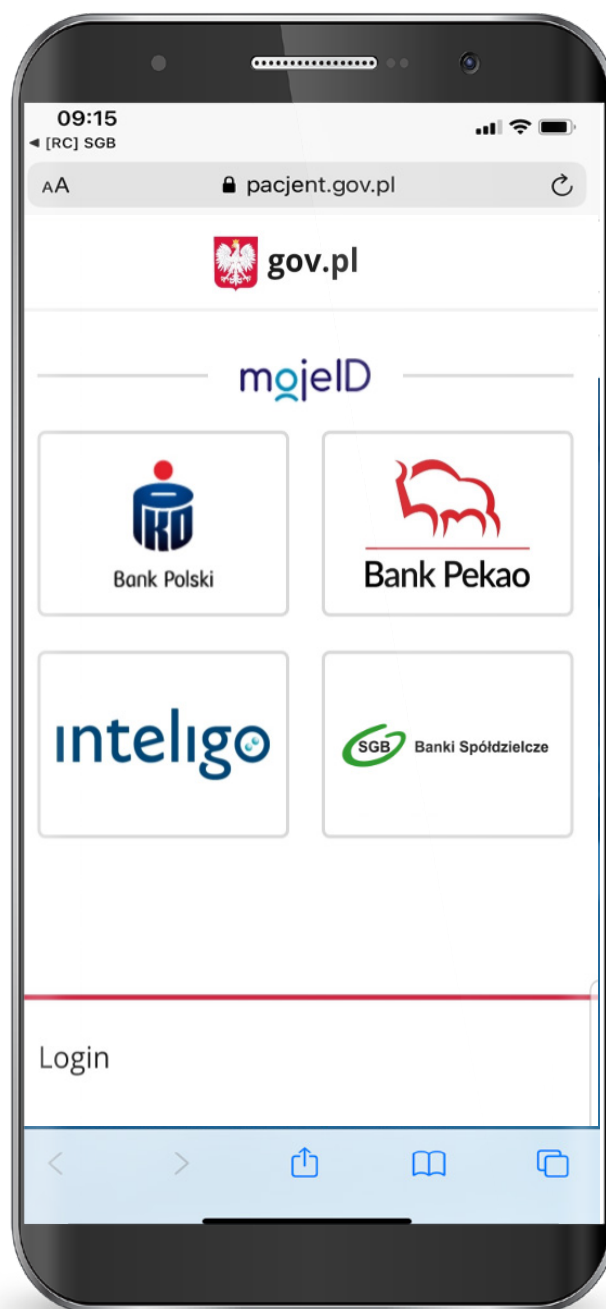 09:15
◀ [RC] SGB
AA pacjent.gov.pl
gov.pl
mojeID
PKO
Bank Polski
Bank Pekao
inteligo
SGB Banki Spółdzielcze
Login